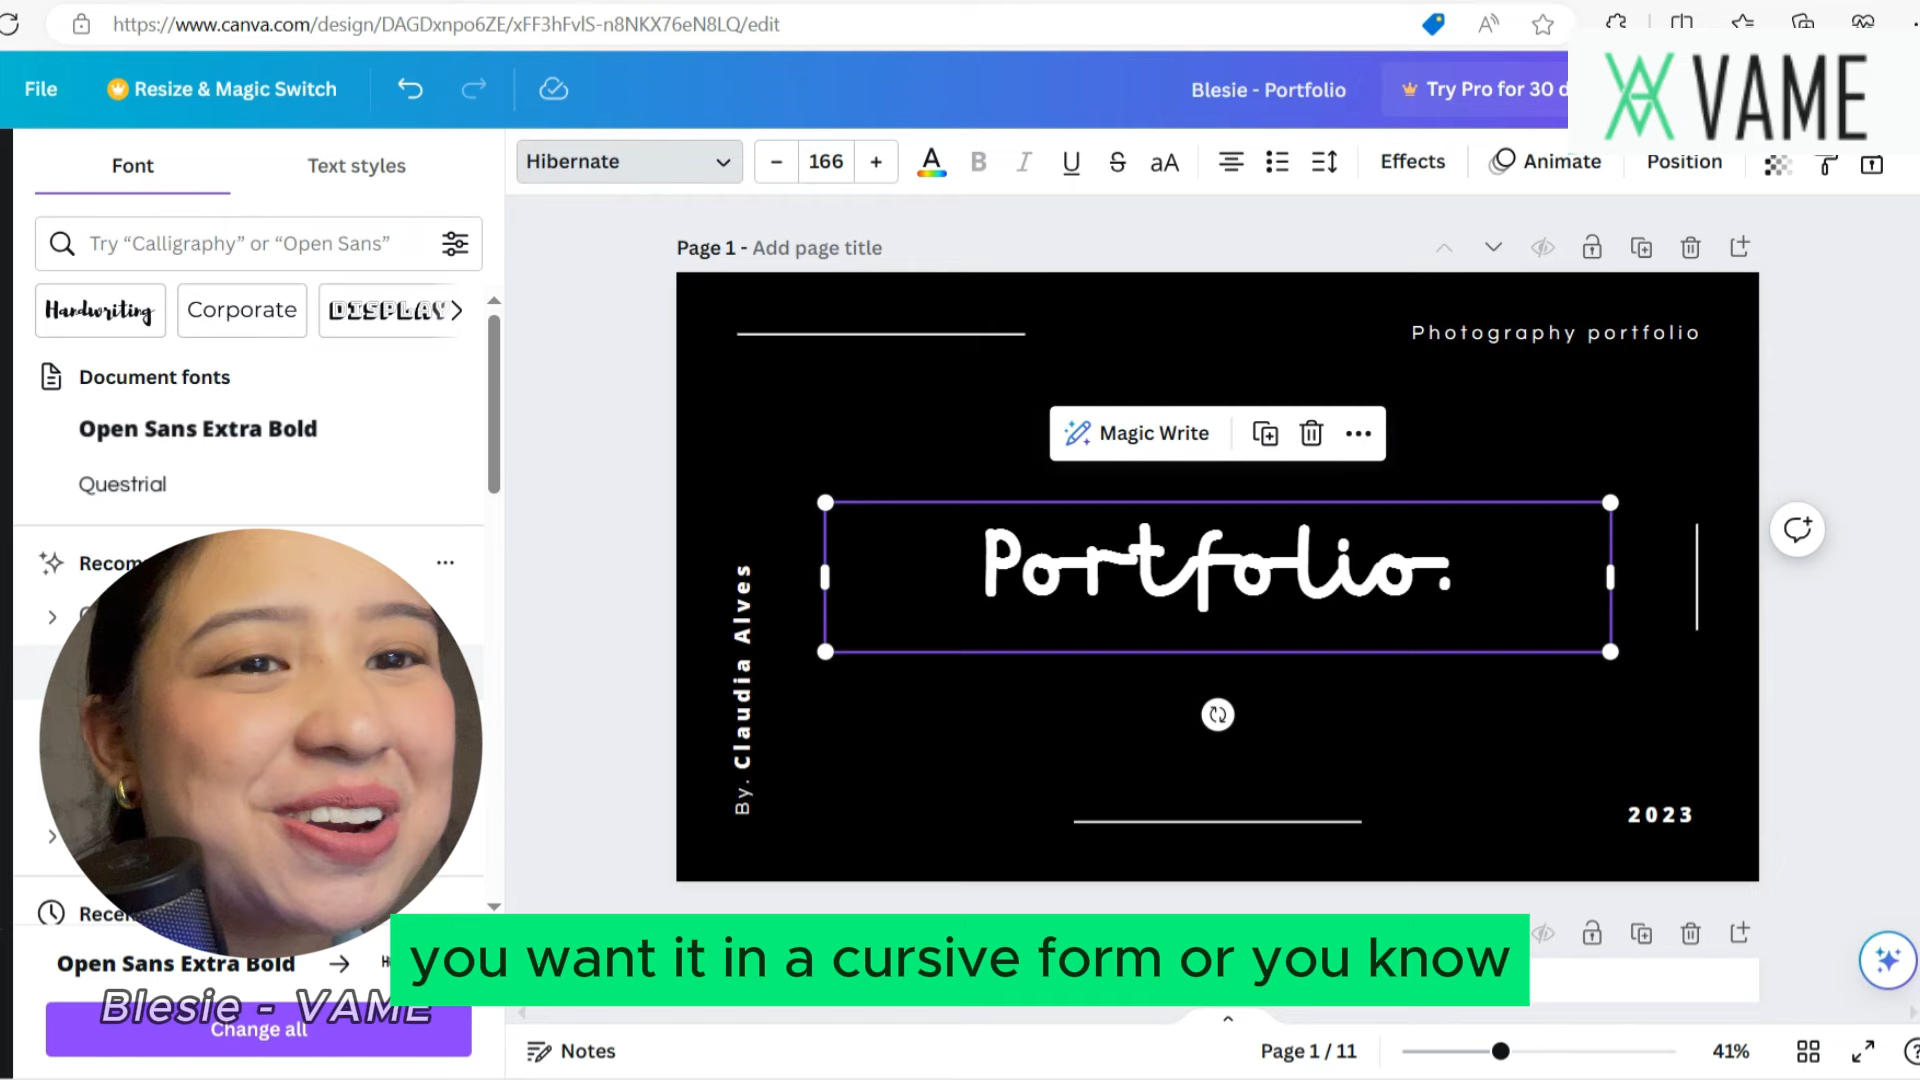 https://www.canva.com/design/DAGDxnpo6ZE/xFF3hFvlS-n8NKX76eN8LQ/edit
File
Resize & Magic Switch
Blesie - Portfolio
Try Pro for 30 d
VAME
Font
Text styles
Hibernate
− 166 +
A B I U S aA
Effects
Animate
Position
Try “Calligraphy” or “Open Sans”
Handwriting
Corporate
DISPLAY
Document fonts
Open Sans Extra Bold
Questrial
Recom
Page 1 - Add page title
Photography portfolio
Magic Write
Portfolio.
By. Claudia Alves
2023
Rece
Open Sans Extra Bold
Blesie - VAME
Change all
you want it in a cursive form or you know
Notes
Page 1 / 11
41%